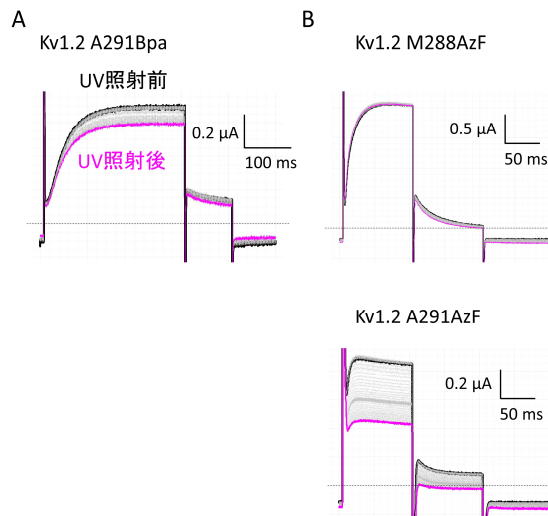 A
Kv1.2 A291Bpa
UV照射前
0.2 µA
100 ms
UV照射後
B
Kv1.2 M288AzF
0.5 µA
50 ms
Kv1.2 A291AzF
0.2 µA
50 ms